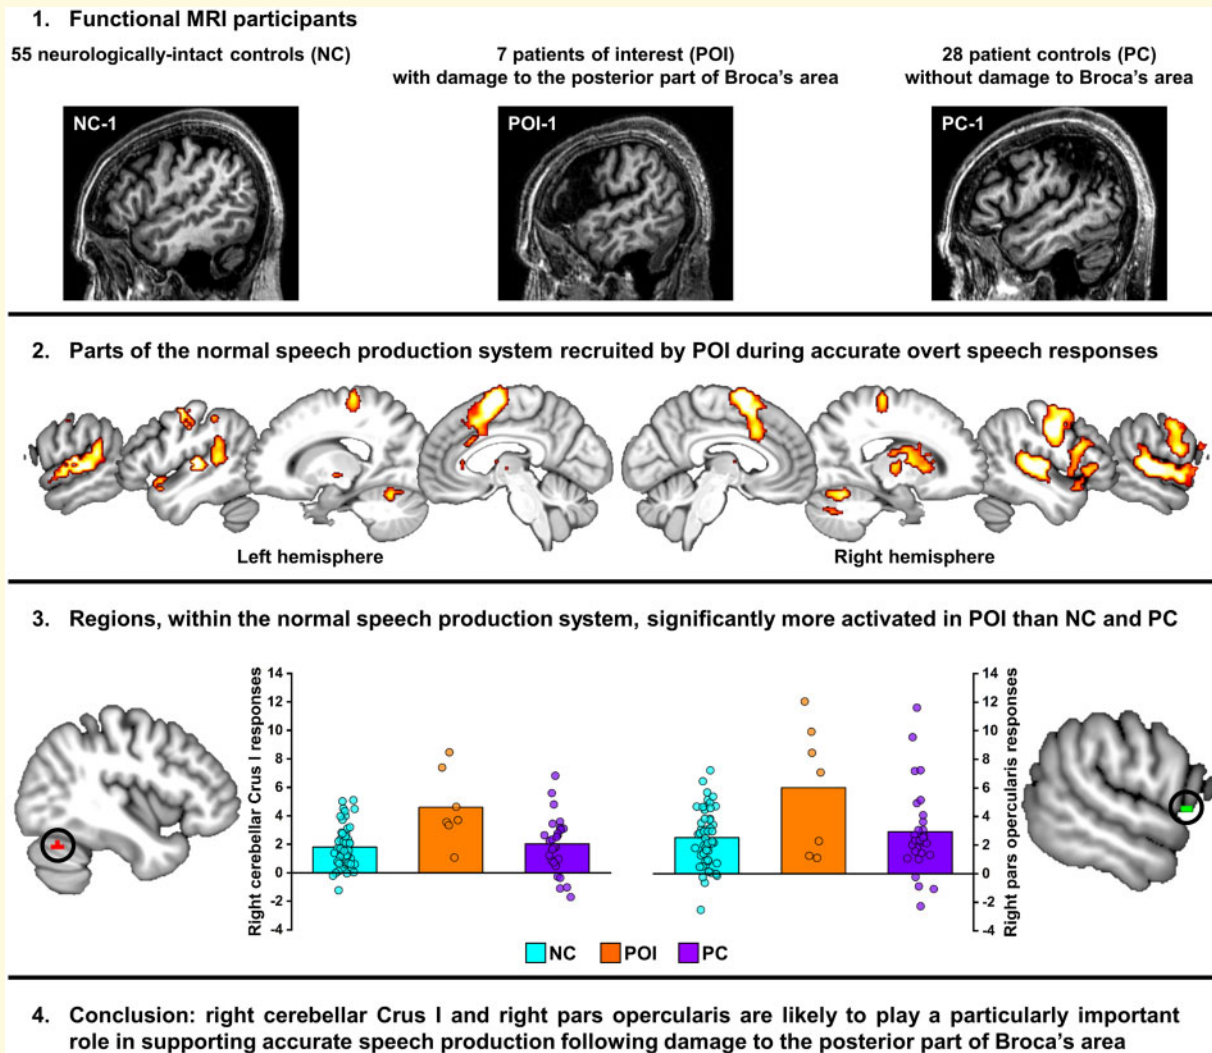 1. Functional MRI participants
55 neurologically-intact controls (NC)
7 patients of interest (POI)
with damage to the posterior part of Broca's area
28 patient controls (PC)
without damage to Broca's area
NC-1
POI-1
PC-1
2. Parts of the normal speech production system recruited by POI during accurate overt speech responses
Left hemisphere
Right hemisphere
3. Regions, within the normal speech production system, significantly more activated in POI than NC and PC
Right cerebellar Crus I responses
14
12
10
8
6
4
2
0
-2
-4
14
12
10
8
6
4
2
0
-2
-4
Right pars opercularis responses
NC
POI
PC
4. Conclusion: right cerebellar Crus I and right pars opercularis are likely to play a particularly important
role in supporting accurate speech production following damage to the posterior part of Broca's area